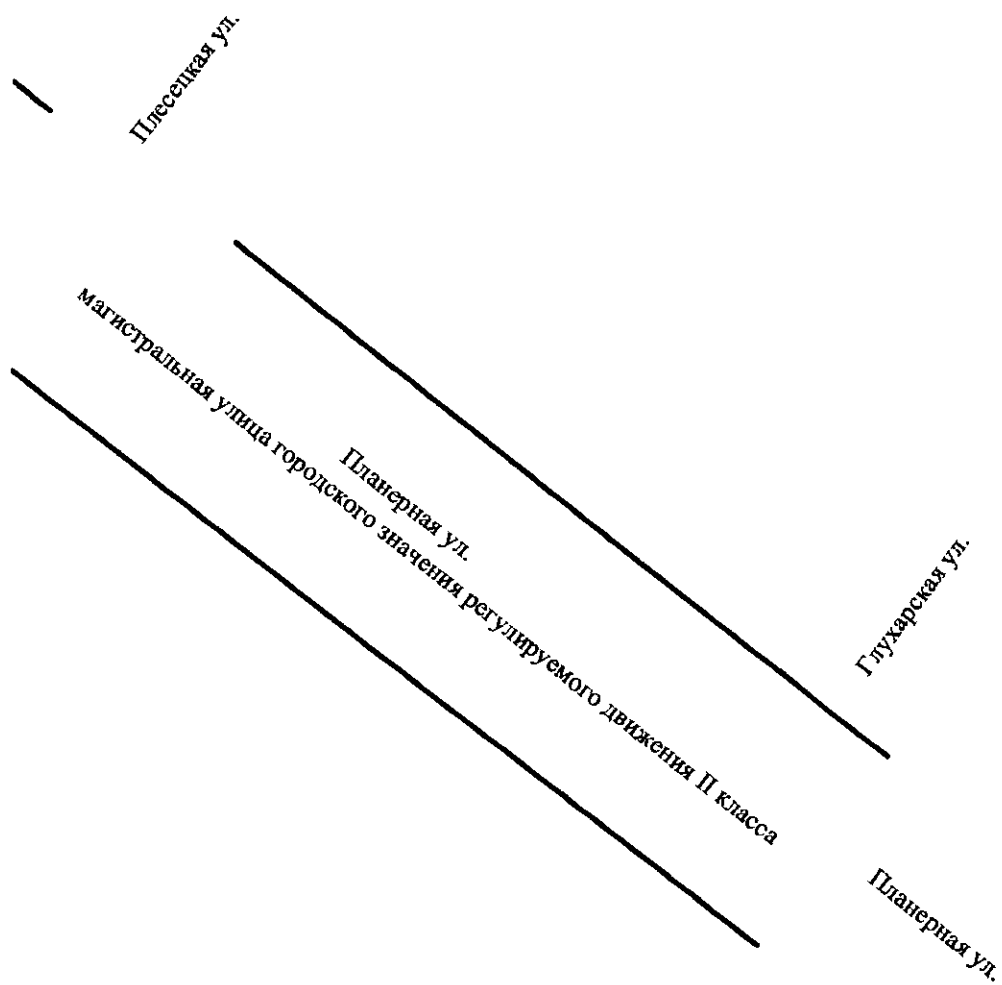 Плесецкая ул.
магистральная улица городского значения регулируемого движения II класса
Планерная ул.
Глухарская ул.
Планерная ул.